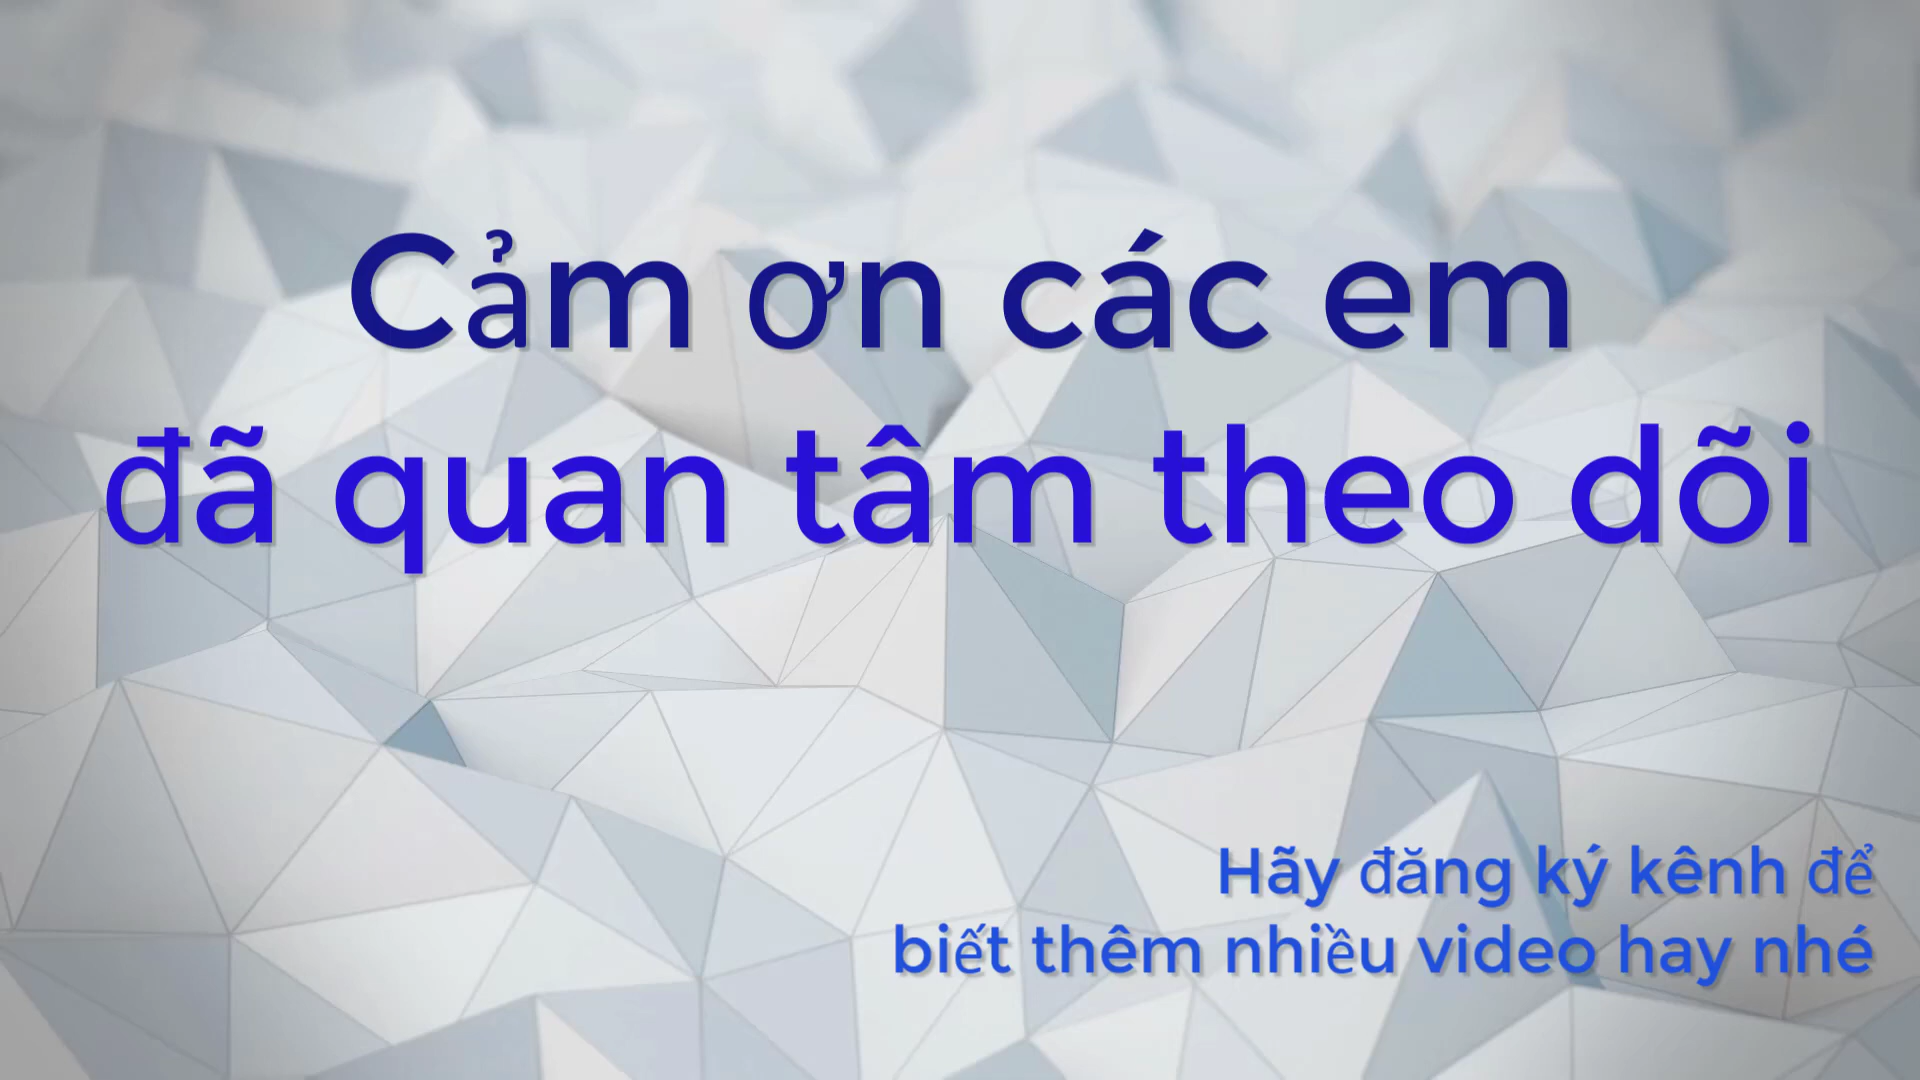 Cảm ơn các em
đã quan tâm theo dõi
Hãy đăng ký kênh để
biết thêm nhiều video hay nhé